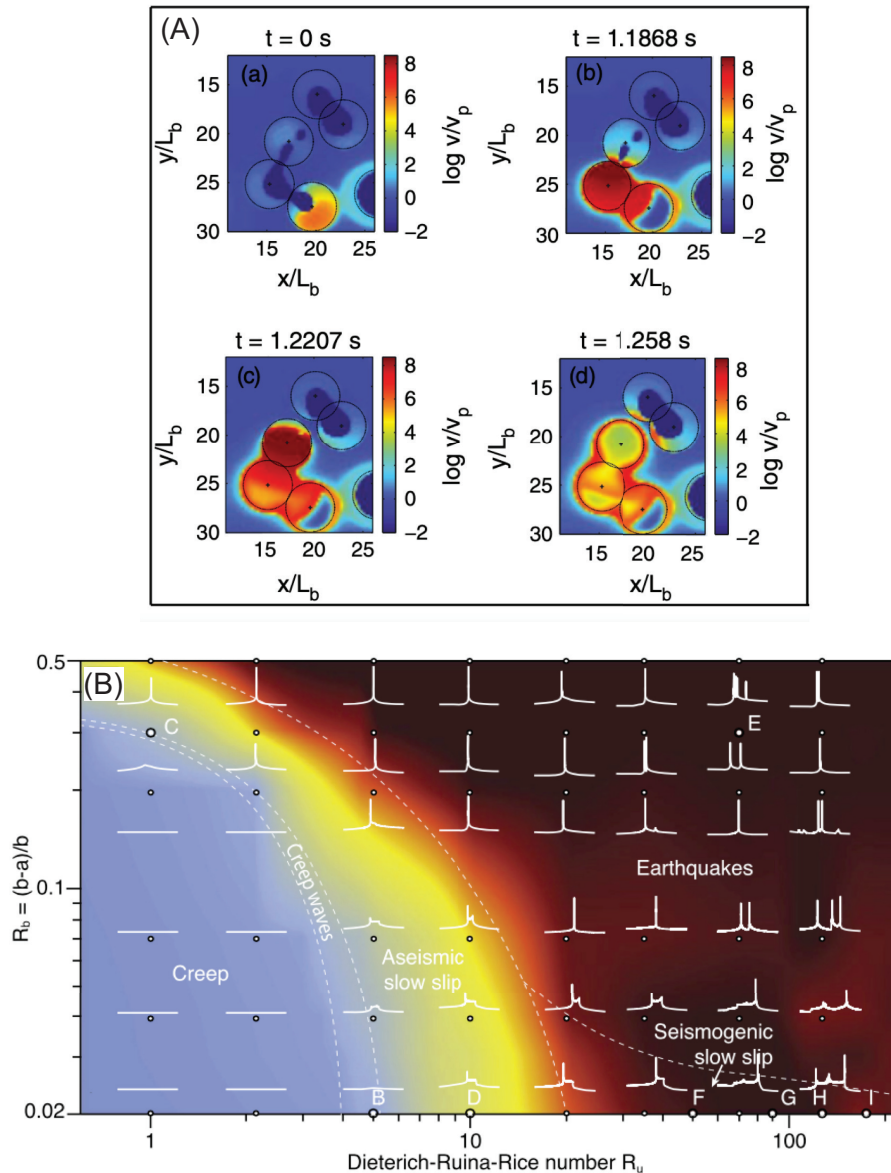 (A)
t = 0 s
t = 1.1868 s
(a)
(b)
15
20
25
30
15 20 25
y/L_b
x/L_b
8
6
4
2
0
−2
log v/v_p
15
20
25
30
15 20 25
y/L_b
x/L_b
8
6
4
2
0
−2
log v/v_p
t = 1.2207 s
t = 1.258 s
(c)
(d)
15
20
25
30
15 20 25
y/L_b
x/L_b
8
6
4
2
0
−2
log v/v_p
15
20
25
30
15 20 25
y/L_b
x/L_b
8
6
4
2
0
−2
log v/v_p
(B)
0.5
0.1
0.02
R_b = (b-a)/b
C
E
Creep waves
Earthquakes
Creep
Aseismic
slow slip
Seismogenic
slow slip
B D F G H I
1 10 100
Dieterich-Ruina-Rice number R_u